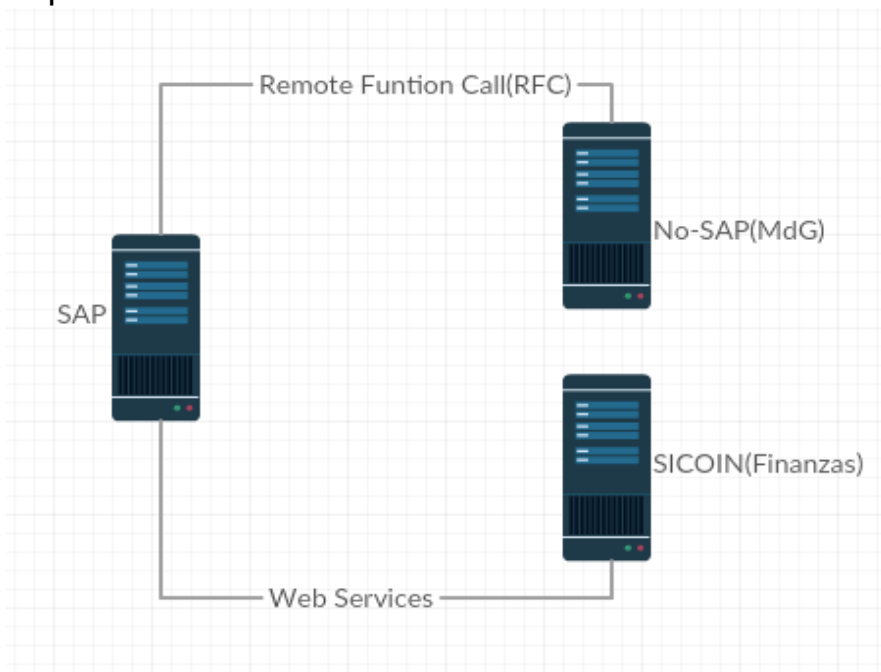 Remote Funtion Call(RFC)
No-SAP(MdG)
SAP
SICOIN(Finanzas)
Web Services